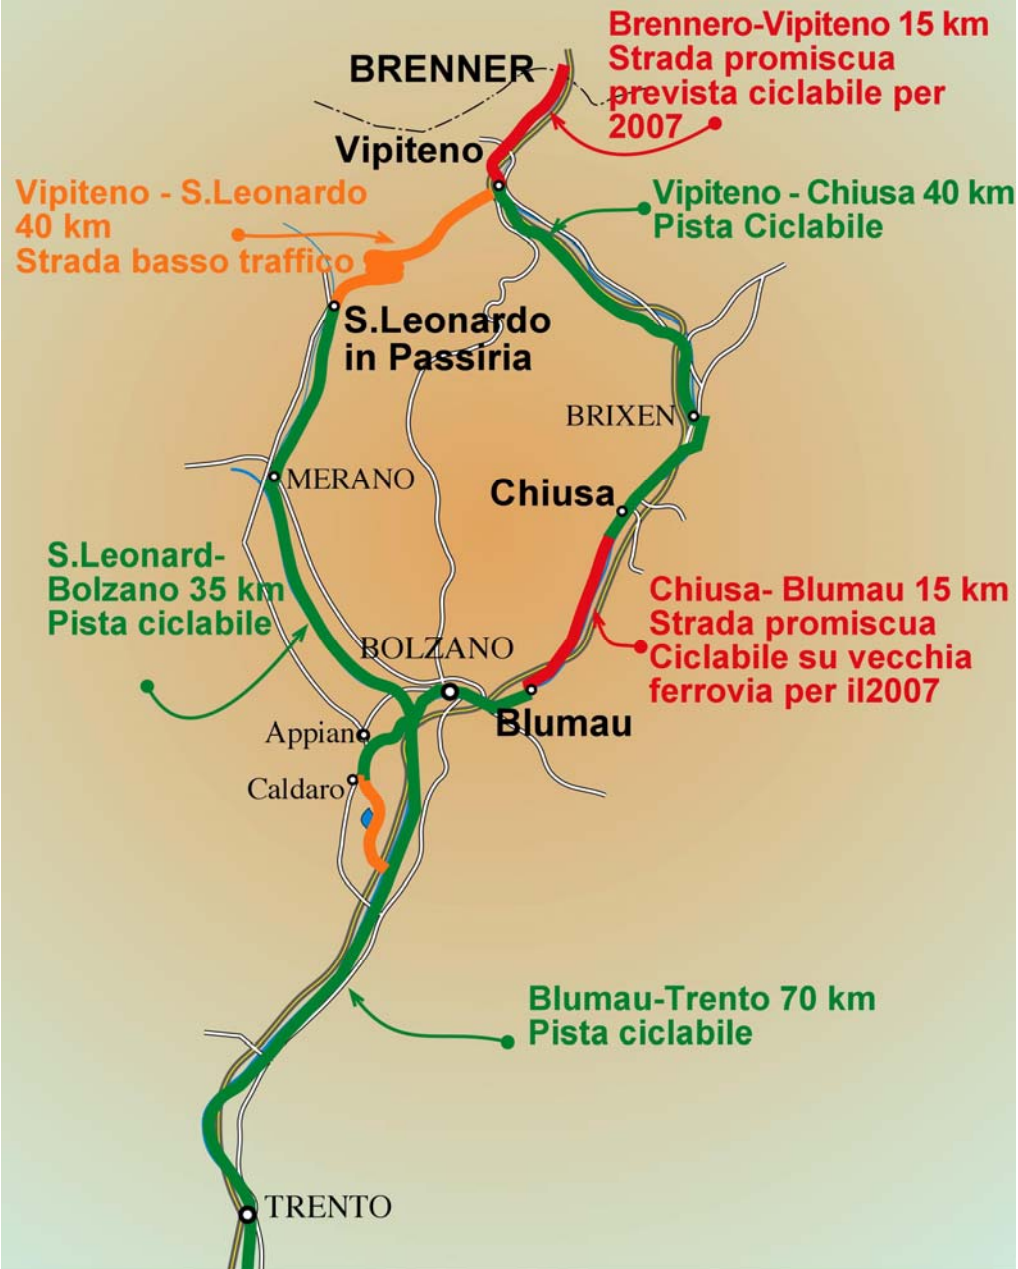 Brennero-Vipiteno 15 km
Strada promiscua
prevista ciclabile per
2007
BRENNER
Vipiteno
Vipiteno - S.Leonardo
40 km
Strada basso traffico
Vipiteno - Chiusa 40 km
Pista Ciclabile
S.Leonardo
in Passiria
BRIXEN
MERANO
Chiusa
S.Leonard-
Bolzano 35 km
Pista ciclabile
Chiusa- Blumau 15 km
Strada promiscua
Ciclabile su vecchia
ferrovia per il2007
BOLZANO
Blumau
Appian
Caldaro
Blumau-Trento 70 km
Pista ciclabile
TRENTO